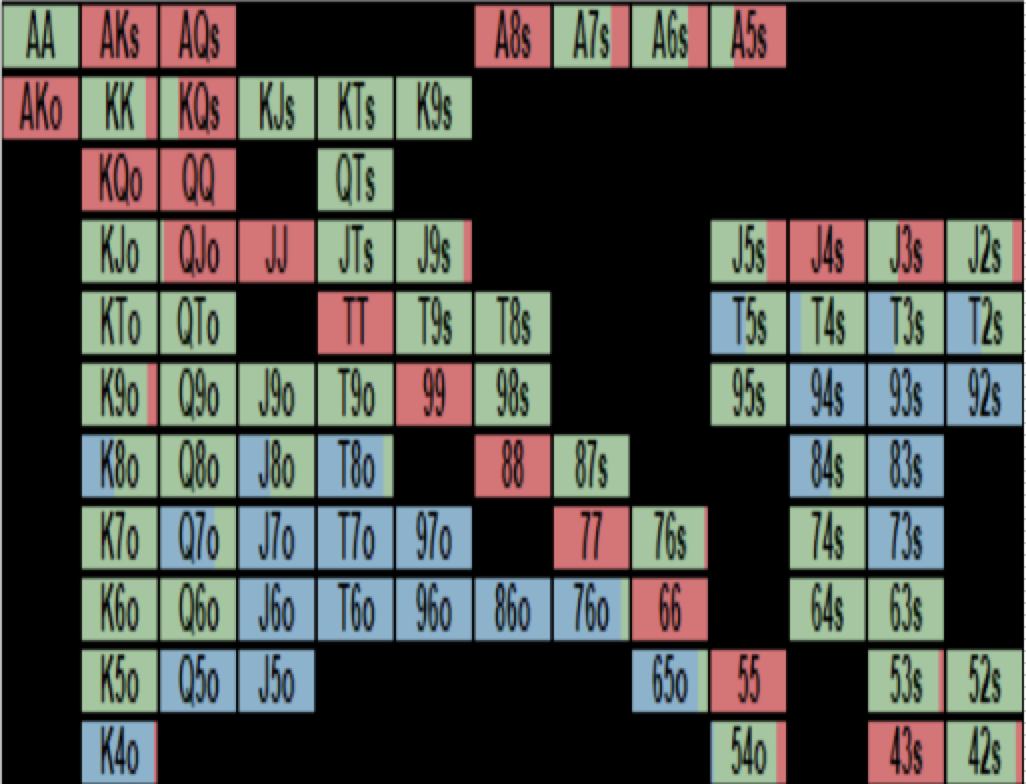 AA AKs AQs A8s A7s A6s A5s
AKo KK KQs KJs KTs K9s
KQo QQ QTs
KJo QJo JJ JTs J9s J5s J4s J3s J2s
KTo QTo TT T9s T8s T5s T4s T3s T2s
K9o Q9o J9o T9o 99 98s 95s 94s 93s 92s
K8o Q8o J8o T8o 88 87s 84s 83s
K7o Q7o J7o T7o 97o 77 76s 74s 73s
K6o Q6o J6o T6o 96o 86o 76o 66 64s 63s
K5o Q5o J5o 65o 55 53s 52s
K4o 54o 43s 42s